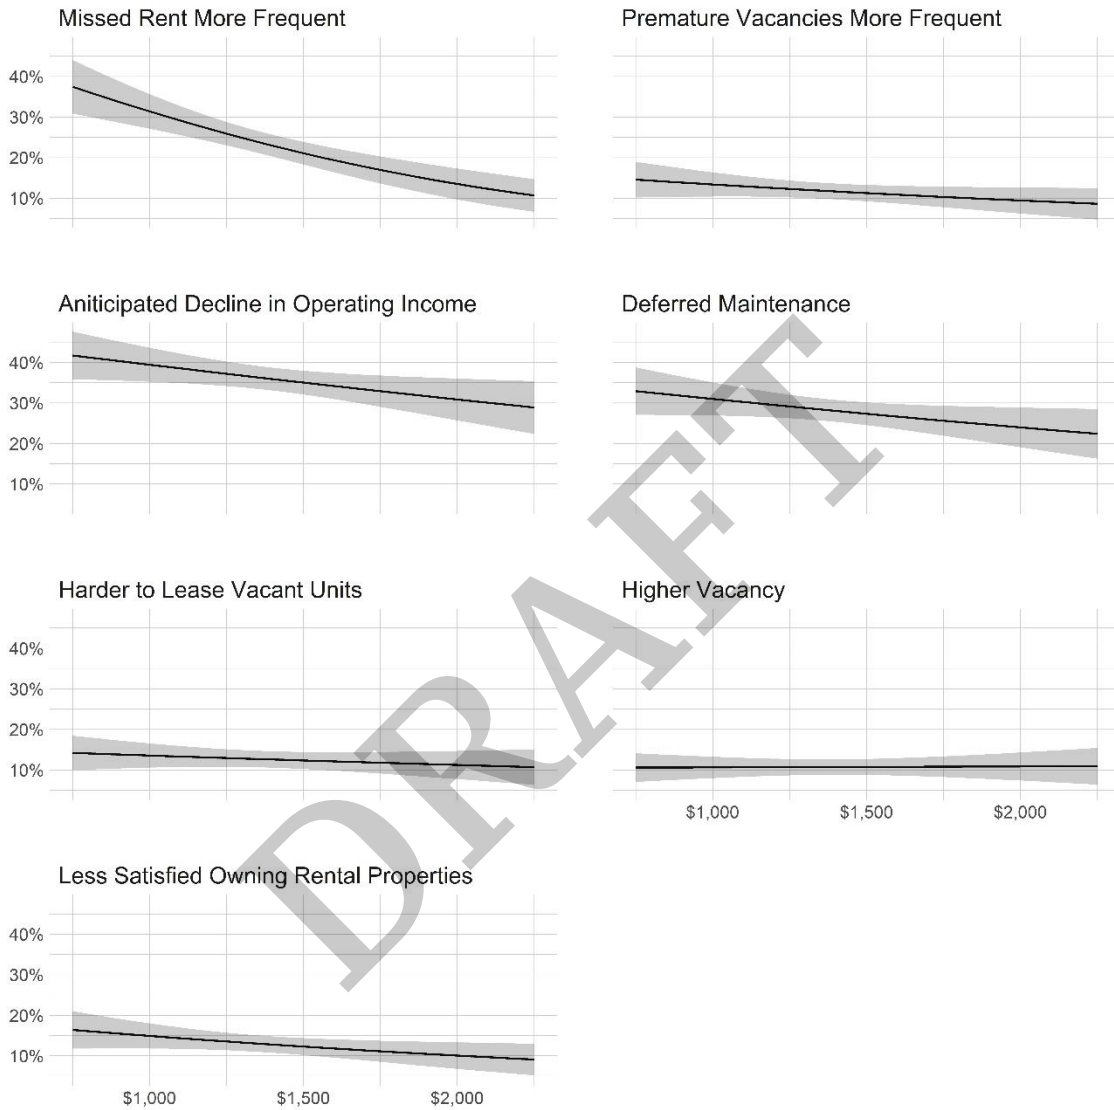 Missed Rent More Frequent
Premature Vacancies More Frequent
40%
30%
20%
10%
Aniticipated Decline in Operating Income
Deferred Maintenance
40%
30%
20%
10%
Harder to Lease Vacant Units
Higher Vacancy
40%
30%
20%
10%
$1,000 $1,500 $2,000
Less Satisfied Owning Rental Properties
40%
30%
20%
10%
$1,000 $1,500 $2,000
DRAFT